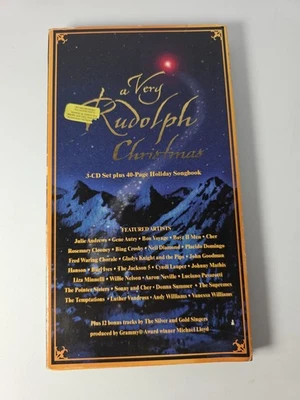 a Very
Rudolph
Christmas
3-CD Set plus 48-Page Holiday Songbook
FEATURED ARTISTS
Julie Andrews • Gene Autry • Bon Voyage • Boyz II Men • Cher
Rosemary Clooney • Bing Crosby • Neil Diamond • Placido Domingo
Fred Waring Chorale • Gladys Knight and the Pips • John Goodman
Hanson • Burl Ives • The Jackson 5 • Cyndi Lauper • Johnny Mathis
Liza Minnelli • Willie Nelson • Aaron Neville • Luciano Pavarotti
The Pointer Sisters • Sonny and Cher • Donna Summer • The Supremes
The Temptations • Luther Vandross • Andy Williams • Vanessa Williams
Plus 12 bonus tracks by The Silver and Gold Singers
produced by Grammy® Award winner Michael Lloyd